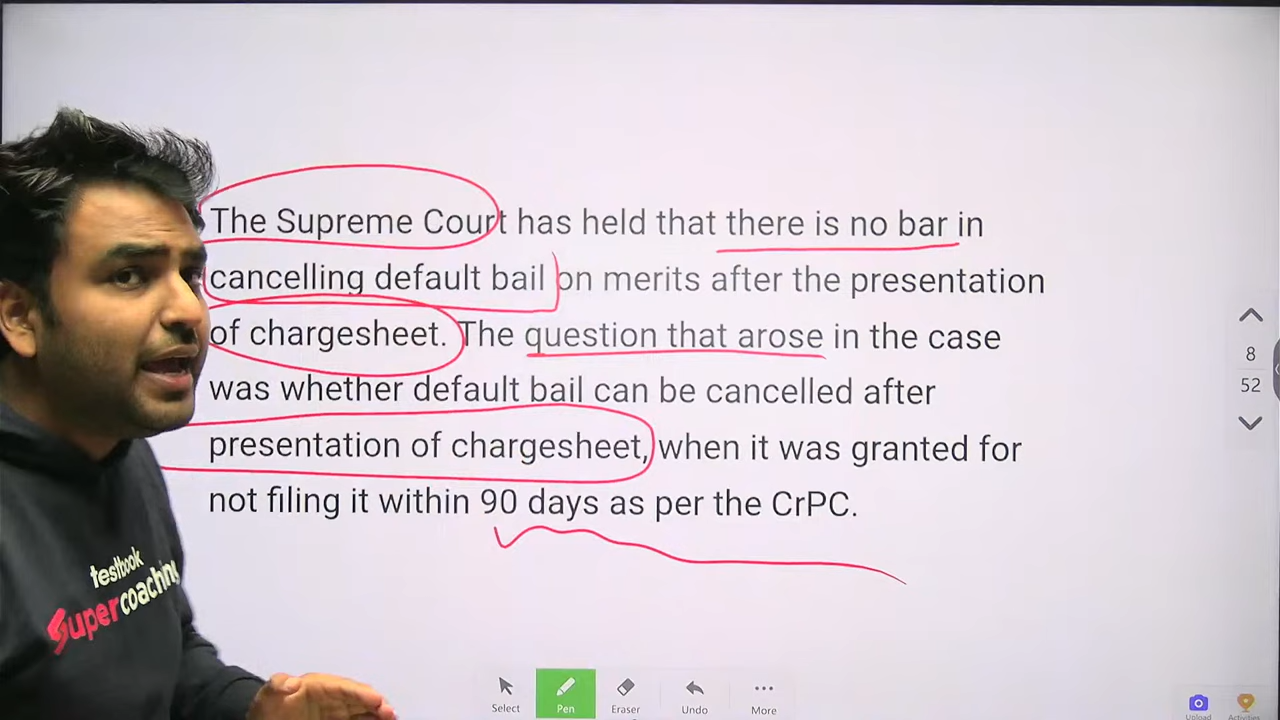 The Supreme Court has held that there is no bar in
cancelling default bail on merits after the presentation
of chargesheet. The question that arose in the case
was whether default bail can be cancelled after
presentation of chargesheet, when it was granted for
not filing it within 90 days as per the CrPC.
8
52
testbook
Supercoaching
Select
Pen
Eraser
Undo
More
Upload
Activities